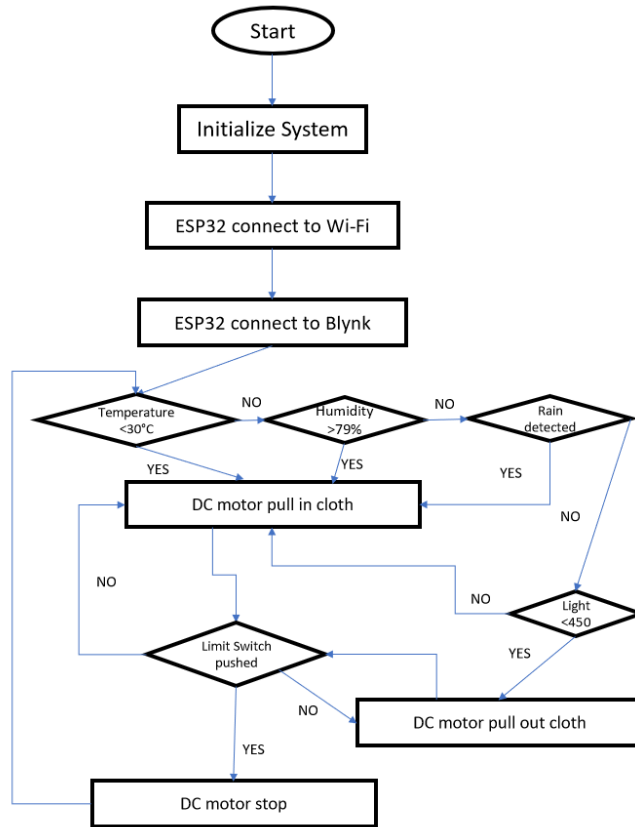 Start
Initialize System
ESP32 connect to Wi-Fi
ESP32 connect to Blynk
Temperature
<30°C
NO
Humidity
>79%
NO
Rain
detected
YES
YES
YES
DC motor pull in cloth
NO
NO
NO
Light
<450
Limit Switch
pushed
YES
NO
DC motor pull out cloth
YES
DC motor stop